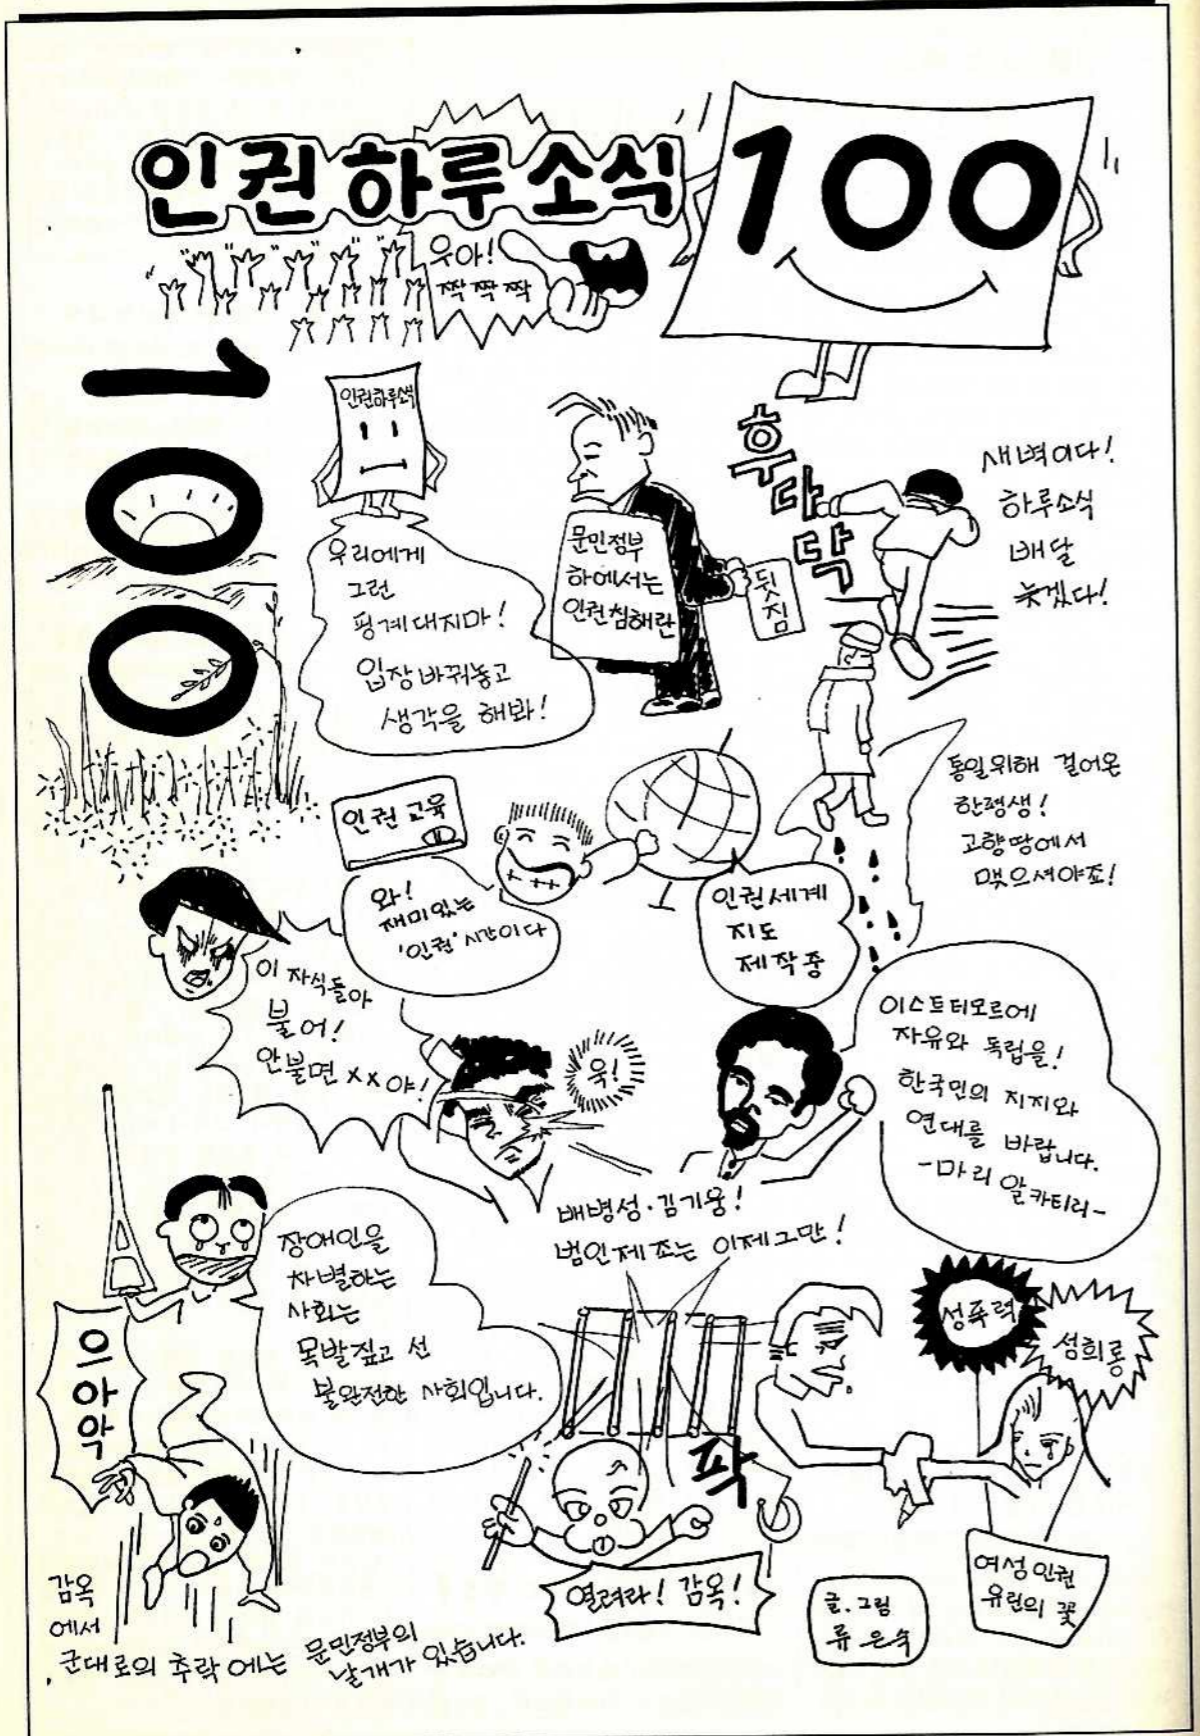 인권하루소식
100
우아!
짝짝짝
100
인권하루소식
우리에게
그런
핑계대지마!
입장바꿔놓고
생각을 해봐!
문민정부
하에서는
인권침해란
뒷
짐
후다닥
새벽이다!
하루소식
배달
늦겠다!
통일위해 걸어온
한평생!
고향땅에서
맺으셔야죠!
인권 교육
와!
재미있는
'인권' 시간이다
인권세계
지도
제작중
이 자식들아
불어!
안불면 xx야!
욱!
이스트티모르에
자유와 독립을!
한국민의 지지와
연대를 바랍니다.
-마리 알카티리-
배병성·김기웅!
범인제조는 이제그만!
장애인을
차별하는
사회는
목발짚고 선
불완전한 사회입니다.
성폭력
성희롱
으아악
팍
열려라! 감옥!
여성인권
유린의 꽃
글.그림
류은숙
감옥
에서
군대로의 추락에는 문민정부의
날개가 있습니다.